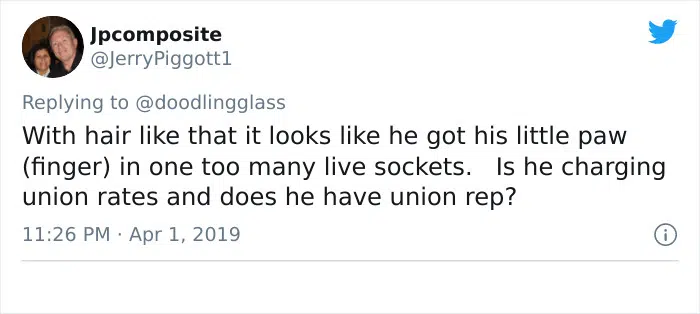 Jpcomposite
@JerryPiggott1
Replying to @doodlingglass
With hair like that it looks like he got his little paw
(finger) in one too many live sockets.   Is he charging
union rates and does he have union rep?
11:26 PM · Apr 1, 2019